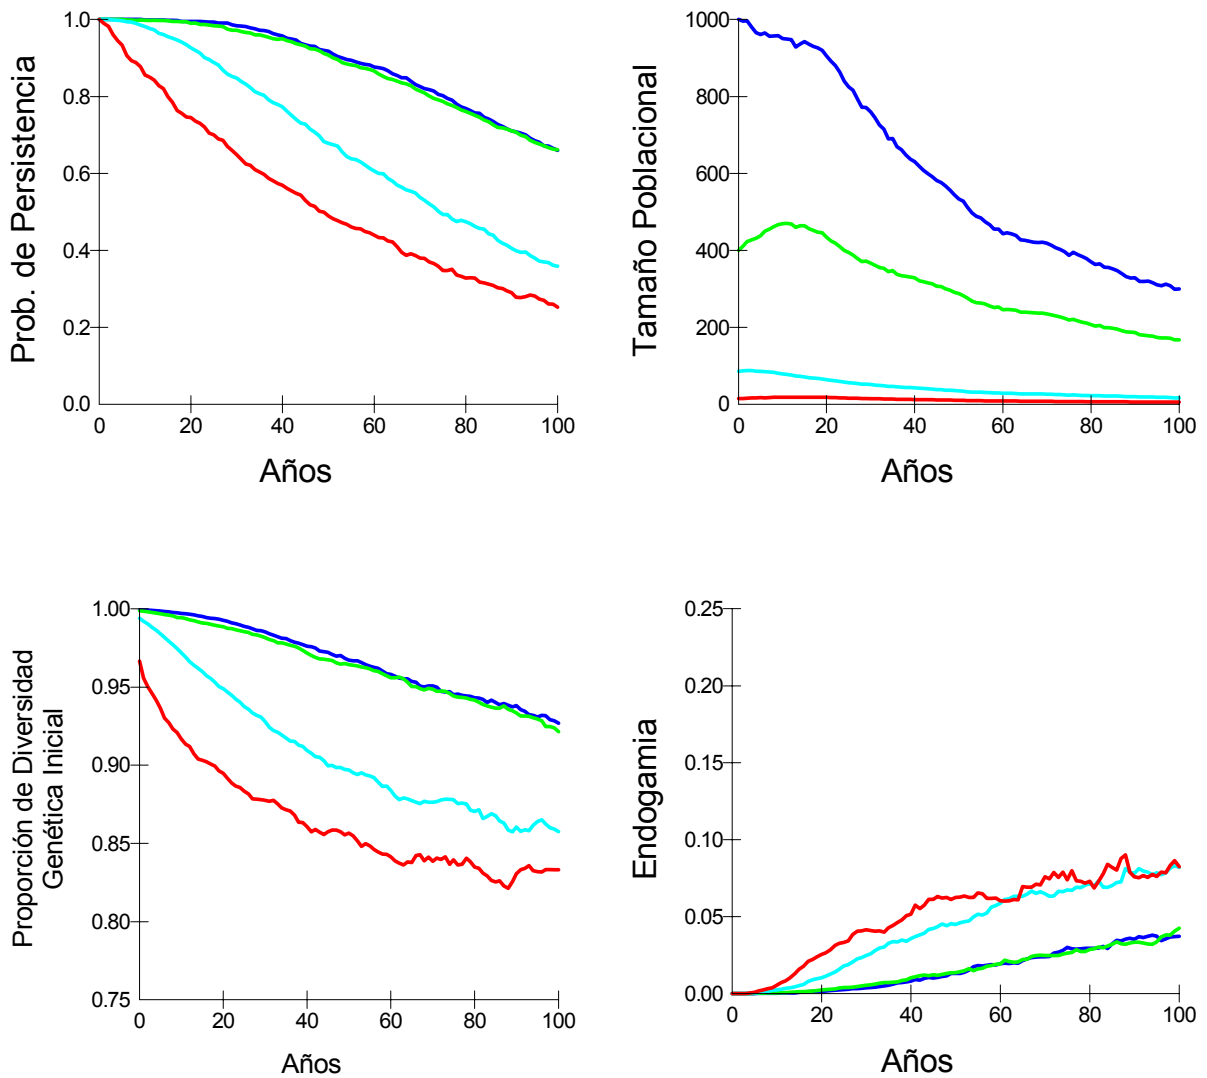 Prob. de Persistencia
1.0
0.8
0.6
0.4
0.2
0.0
0 20 40 60 80 100
Años
Tamaño Poblacional
1000
800
600
400
200
0
0 20 40 60 80 100
Años
Proporción de Diversidad
Genética Inicial
1.00
0.95
0.90
0.85
0.80
0.75
0 20 40 60 80 100
Años
Endogamia
0.25
0.20
0.15
0.10
0.05
0.00
0 20 40 60 80 100
Años